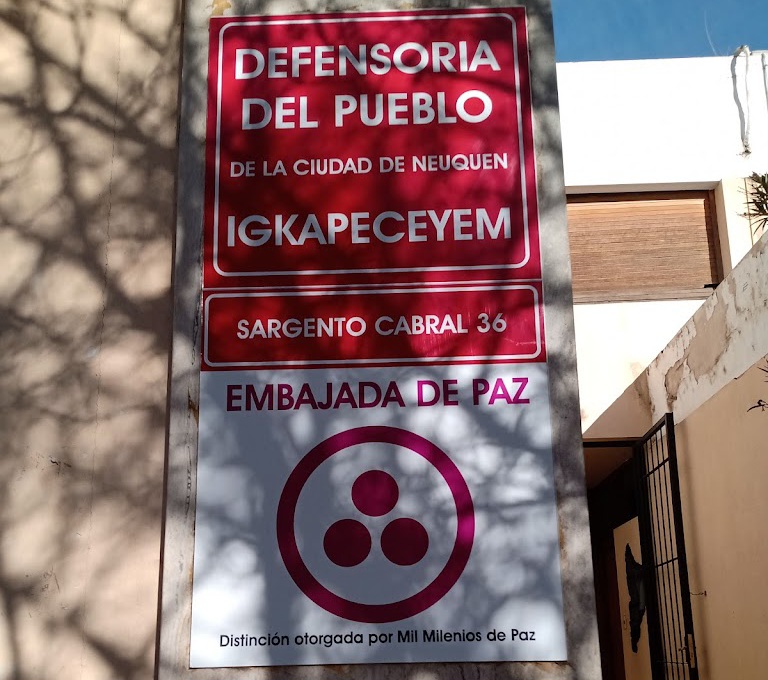 DEFENSORIA
DEL PUEBLO
DE LA CIUDAD DE NEUQUEN
IGKAPECEYEM
SARGENTO CABRAL 36
EMBAJADA DE PAZ
Distinción otorgada por Mil Milenios de Paz